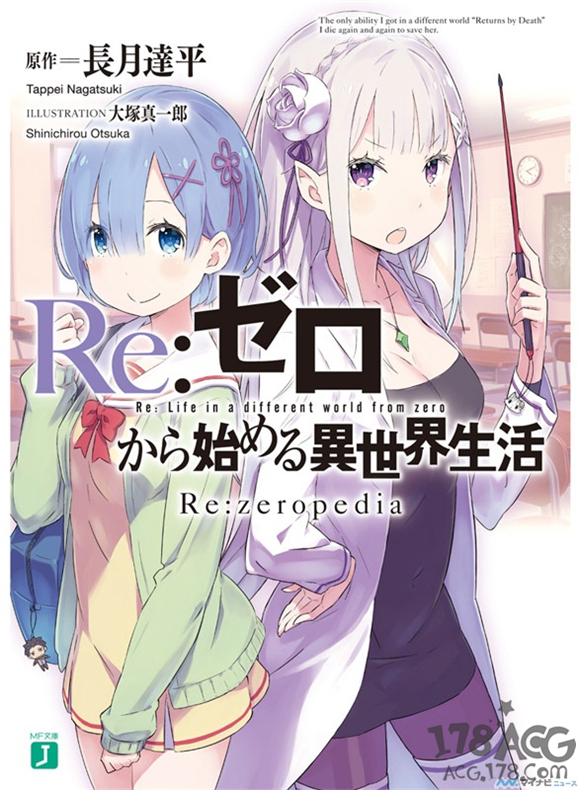 The only ability I got in a different world "Returns by Death"
I die again and again to save her.
原作＝長月達平
Tappei Nagatsuki
ILLUSTRATION 大塚真一郎
Shinichirou Otsuka
Re:ゼロ
Re: Life in a different world from zero
から始める異世界生活
Re:zeropedia
MF文庫
J
178ACG
ACG.178.COM
マイナビニュース